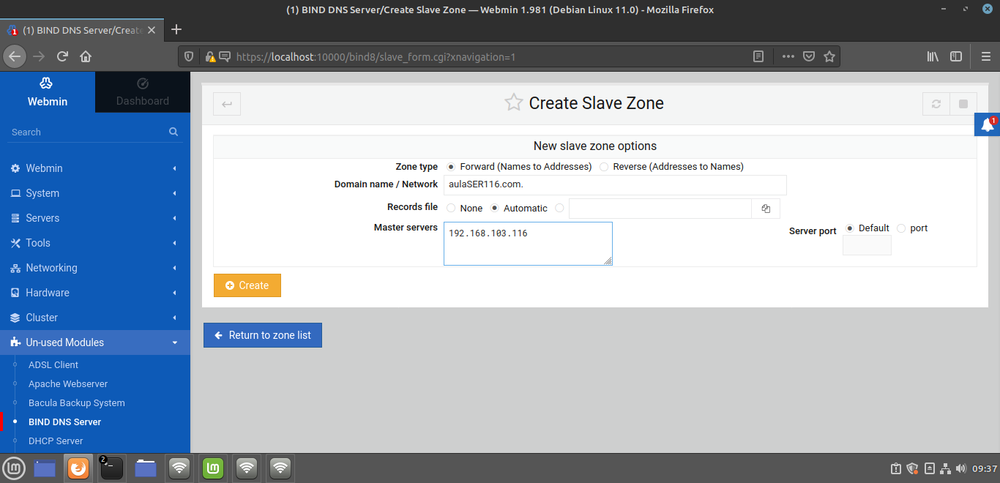 (1) BIND DNS Server/Create Slave Zone — Webmin 1.981 (Debian Linux 11.0) - Mozilla Firefox
1 (1) BIND DNS Server/Create
https://localhost:10000/bind8/slave_form.cgi?xnavigation=1
Webmin
Dashboard
Search
Webmin
System
Servers
Tools
Networking
Hardware
Cluster
Un-used Modules
ADSL Client
Apache Webserver
Bacula Backup System
BIND DNS Server
DHCP Server
Create Slave Zone
1
New slave zone options
Zone type Forward (Names to Addresses) Reverse (Addresses to Names)
Domain name / Network aulaSER116.com.
Records file None Automatic
Master servers 192.168.103.116 Server port Default port
Create
Return to zone list
2
09:37